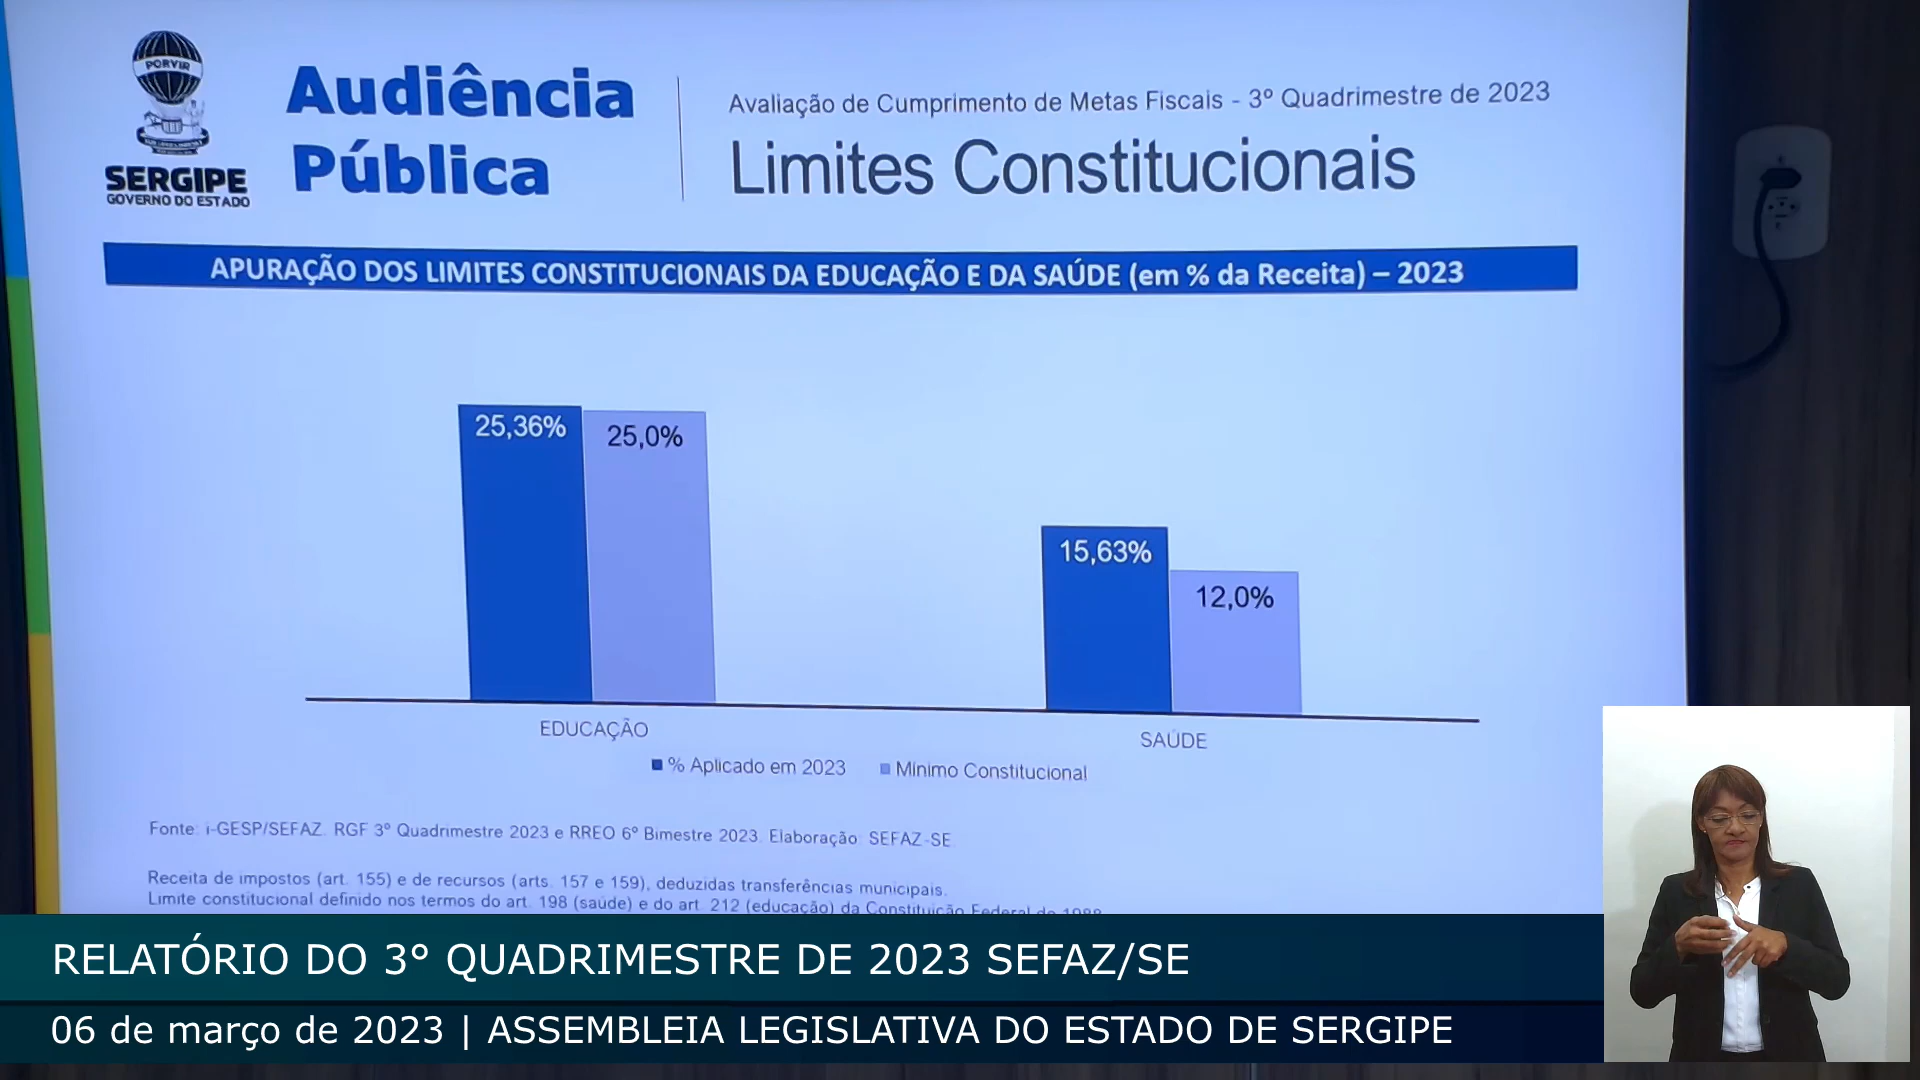 PORVIR
SERGIPE
GOVERNO DO ESTADO
Audiência
Pública
Avaliação de Cumprimento de Metas Fiscais - 3º Quadrimestre de 2023
Limites Constitucionais
APURAÇÃO DOS LIMITES CONSTITUCIONAIS DA EDUCAÇÃO E DA SAÚDE (em % da Receita) – 2023
25,36%
25,0%
15,63%
12,0%
EDUCAÇÃO
SAÚDE
% Aplicado em 2023
Mínimo Constitucional
Fonte: i-GESP/SEFAZ. RGF 3º Quadrimestre 2023 e RREO 6º Bimestre 2023. Elaboração: SEFAZ-SE
Receita de impostos (art. 155) e de recursos (arts. 157 e 159), deduzidas transferências municipais.
Limite constitucional definido nos termos do art. 198 (saúde) e do art. 212 (educação) da Constituição Federal de 1988
RELATÓRIO DO 3° QUADRIMESTRE DE 2023 SEFAZ/SE
06 de março de 2023 | ASSEMBLEIA LEGISLATIVA DO ESTADO DE SERGIPE